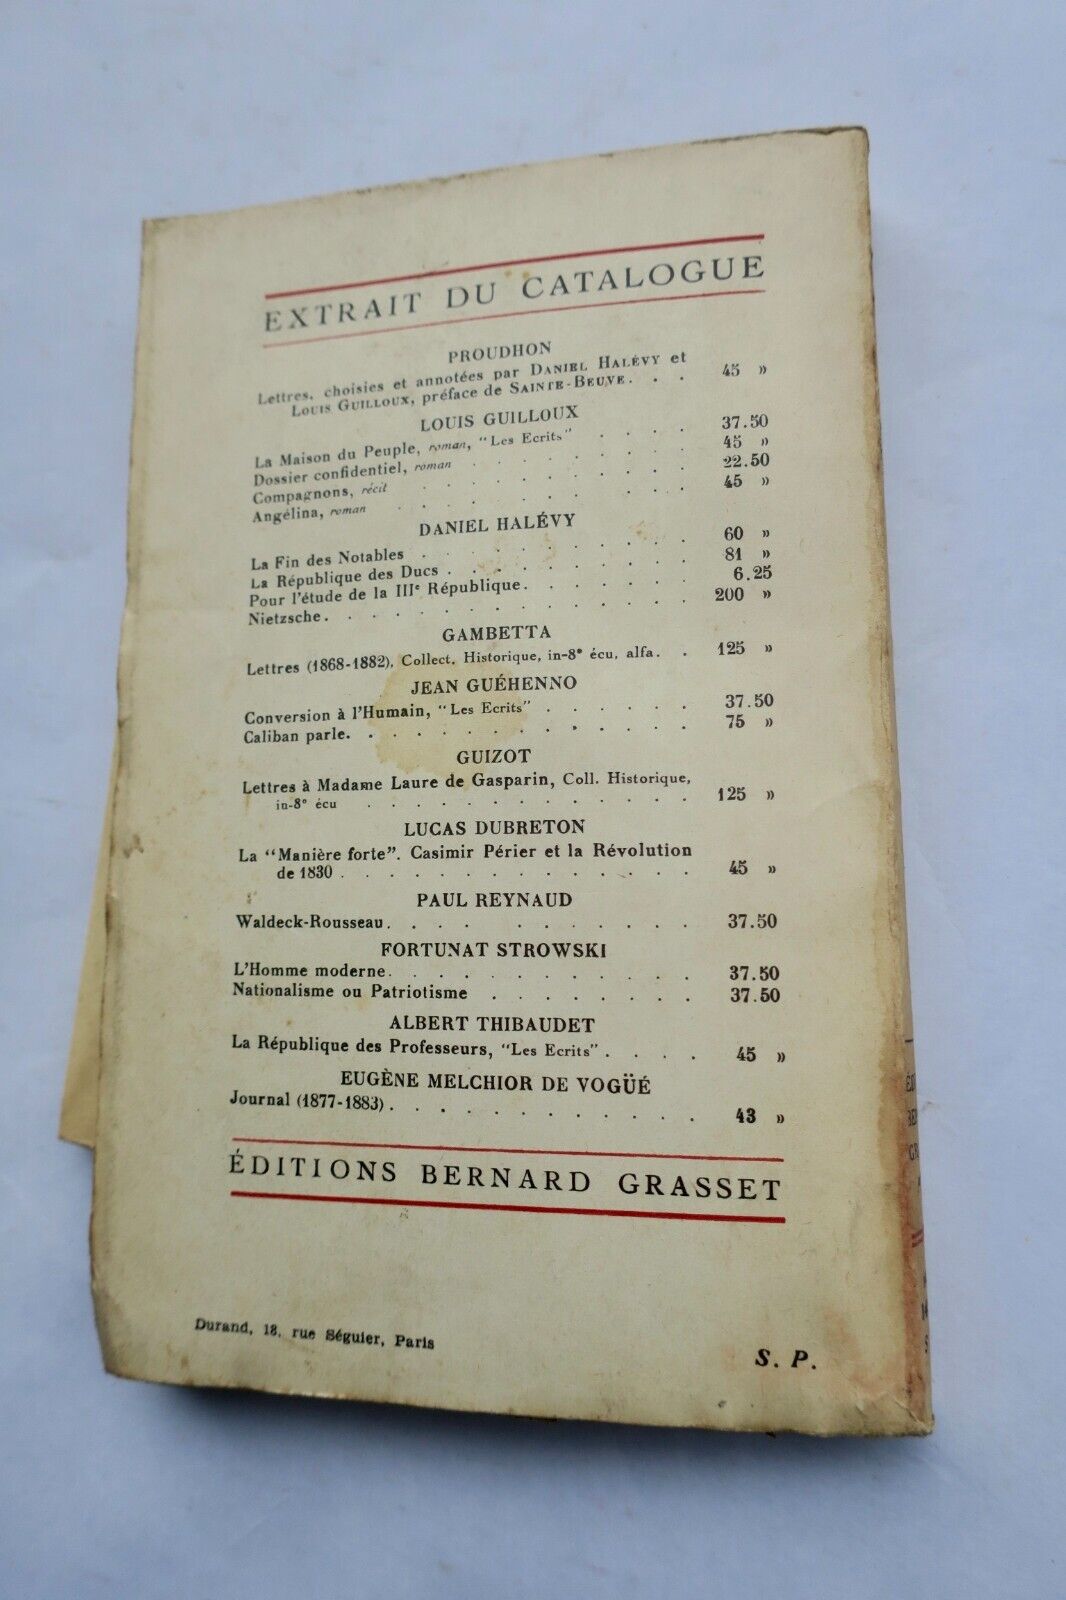 EXTRAIT DU CATALOGUE
PROUDHON
Lettres, choisies et annotées par DANIEL HALÉVY et
LOUIS GUILLOUX, préface de SAINTE-BEUVE. . . 45 »
LOUIS GUILLOUX
La Maison du Peuple, roman, "Les Ecrits" . . . 37.50
Dossier confidentiel, roman . . . . . . . 45 »
Compagnons, récit . . . . . . . . 22.50
Angélina, roman . . . . . . . 45 »
DANIEL HALÉVY
La Fin des Notables . . . . . . . . 60 »
La République des Ducs . . . . . . . . 81 »
Pour l'étude de la IIIe République. . . . . . 6.25
Nietzsche. . . . . . . . . . . 200 »
GAMBETTA
Lettres (1868-1882), Collect. Historique, in-8° écu, alfa. . 125 »
JEAN GUÉHENNO
Conversion à l'Humain, "Les Ecrits" . . . . . . 37.50
Caliban parle. . . . . . . . . . . 75 »
GUIZOT
Lettres à Madame Laure de Gasparin, Coll. Historique,
in-8° écu . . . . . . . . . . . 125 »
LUCAS DUBRETON
La "Manière forte". Casimir Périer et la Révolution
de 1830 . . . . . . . . . . . . 45 »
PAUL REYNAUD
Waldeck-Rousseau. . . . . . . . . 37.50
FORTUNAT STROWSKI
L'Homme moderne. . . . . . . . . 37.50
Nationalisme ou Patriotisme . . . . . . . 37.50
ALBERT THIBAUDET
La République des Professeurs, "Les Ecrits" . . . . 45 »
EUGÈNE MELCHIOR DE VOGÜÉ
Journal (1877-1883). . . . . . . . . . 43 »
ÉDITIONS BERNARD GRASSET
Durand, 18, rue Séguier, Paris
S. P.